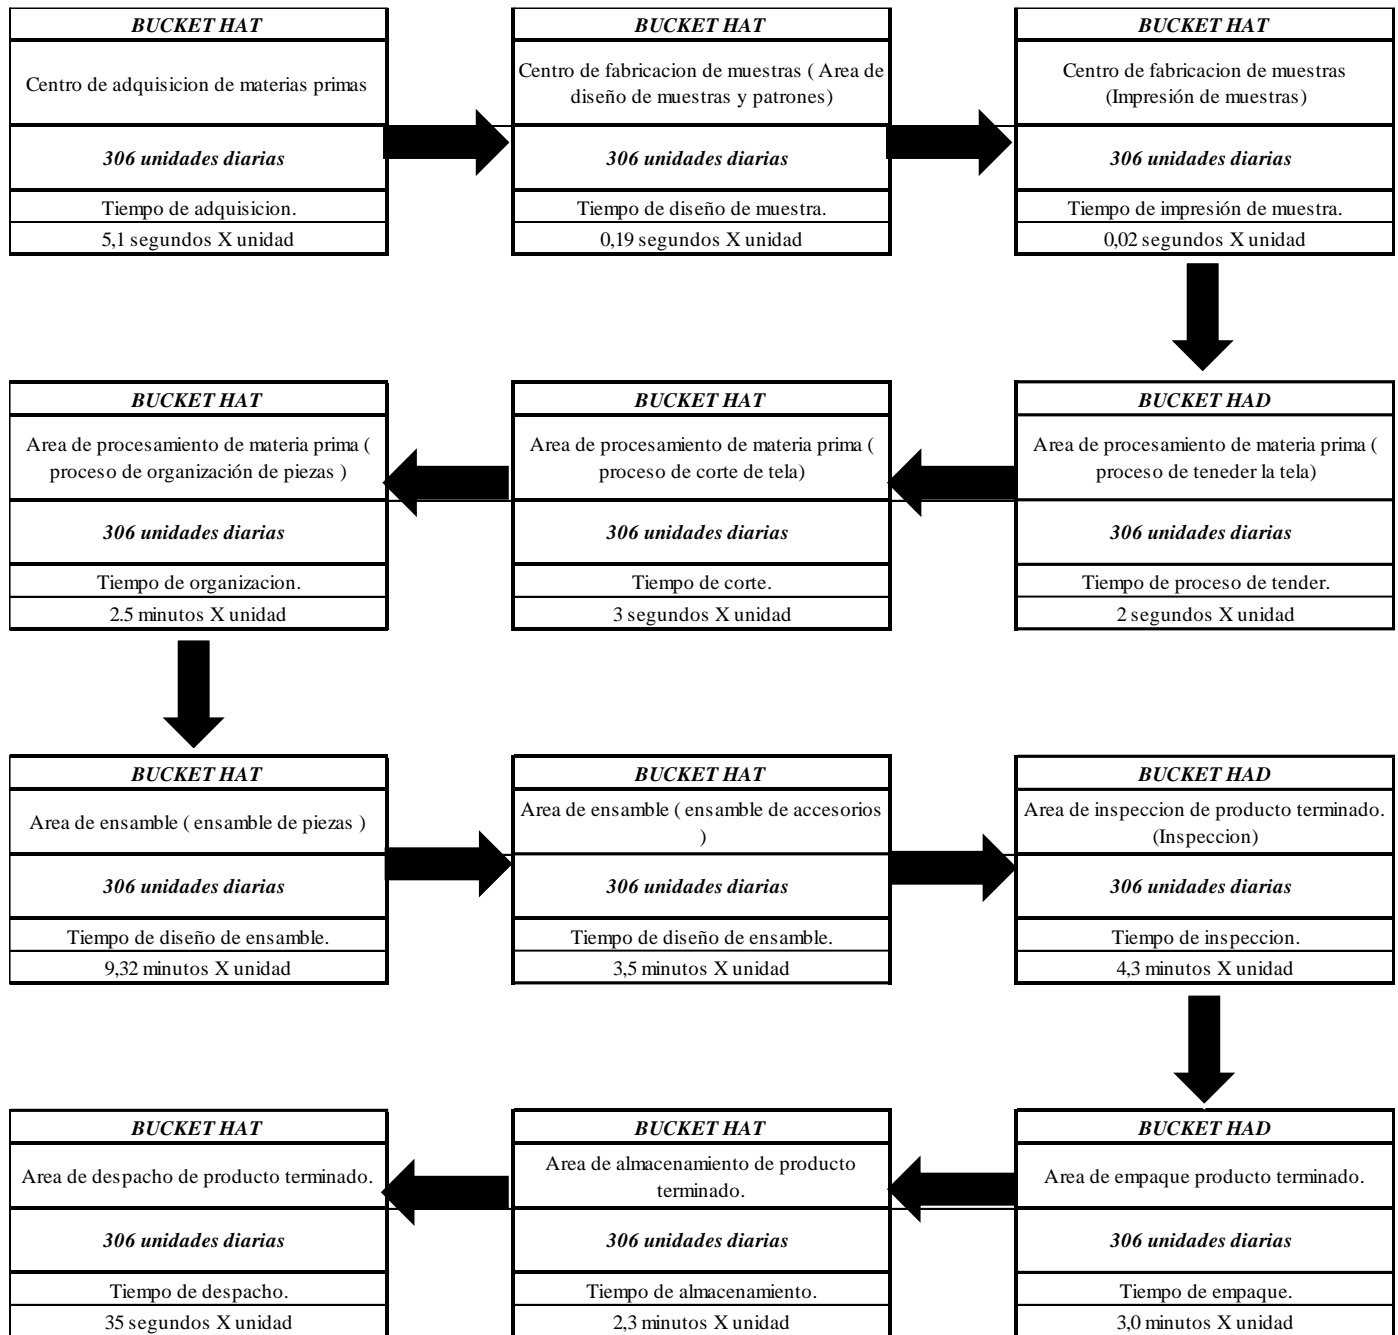 BUCKET HAT
Centro de adquisicion de materias primas
306 unidades diarias
Tiempo de adquisicion.
5,1 segundos X unidad
BUCKET HAT
Centro de fabricacion de muestras ( Area de
diseño de muestras y patrones)
306 unidades diarias
Tiempo de diseño de muestra.
0,19 segundos X unidad
BUCKET HAT
Centro de fabricacion de muestras
(Impresión de muestras)
306 unidades diarias
Tiempo de impresión de muestra.
0,02 segundos X unidad
BUCKET HAD
Area de procesamiento de materia prima (
proceso de teneder la tela)
306 unidades diarias
Tiempo de proceso de tender.
2 segundos X unidad
BUCKET HAT
Area de procesamiento de materia prima (
proceso de corte de tela)
306 unidades diarias
Tiempo de corte.
3 segundos X unidad
BUCKET HAT
Area de procesamiento de materia prima (
proceso de organización de piezas )
306 unidades diarias
Tiempo de organizacion.
2.5 minutos X unidad
BUCKET HAT
Area de ensamble ( ensamble de piezas )
306 unidades diarias
Tiempo de diseño de ensamble.
9,32 minutos X unidad
BUCKET HAT
Area de ensamble ( ensamble de accesorios
)
306 unidades diarias
Tiempo de diseño de ensamble.
3,5 minutos X unidad
BUCKET HAD
Area de inspeccion de producto terminado.
(Inspeccion)
306 unidades diarias
Tiempo de inspeccion.
4,3 minutos X unidad
BUCKET HAD
Area de empaque producto terminado.
306 unidades diarias
Tiempo de empaque.
3,0 minutos X unidad
BUCKET HAT
Area de almacenamiento de producto
terminado.
306 unidades diarias
Tiempo de almacenamiento.
2,3 minutos X unidad
BUCKET HAT
Area de despacho de producto terminado.
306 unidades diarias
Tiempo de despacho.
35 segundos X unidad